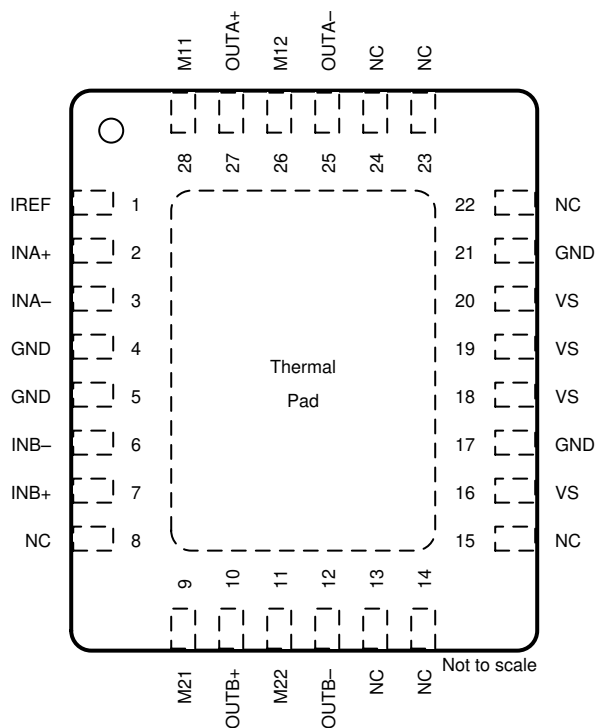 M11
OUTA+
M12
OUTA–
NC
NC
28
27
26
25
24
23
IREF 1
INA+ 2
INA– 3
GND 4
GND 5
INB– 6
INB+ 7
NC 8
Thermal
Pad
22 NC
21 GND
20 VS
19 VS
18 VS
17 GND
16 VS
15 NC
9
10
11
12
13
14
M21
OUTB+
M22
OUTB–
NC
NC
Not to scale